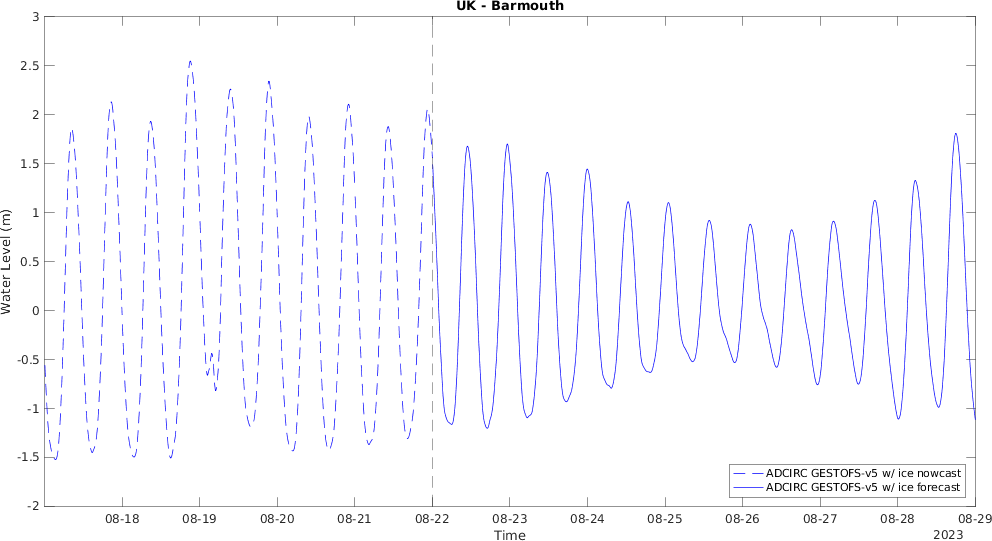 UK - Barmouth
3
2.5
2
1.5
1
0.5
0
-0.5
-1
-1.5
-2
Water Level (m)
ADCIRC GESTOFS-v5 w/ ice nowcast
ADCIRC GESTOFS-v5 w/ ice forecast
08-18 08-19 08-20 08-21 08-22 08-23 08-24 08-25 08-26 08-27 08-28 08-29
Time
2023